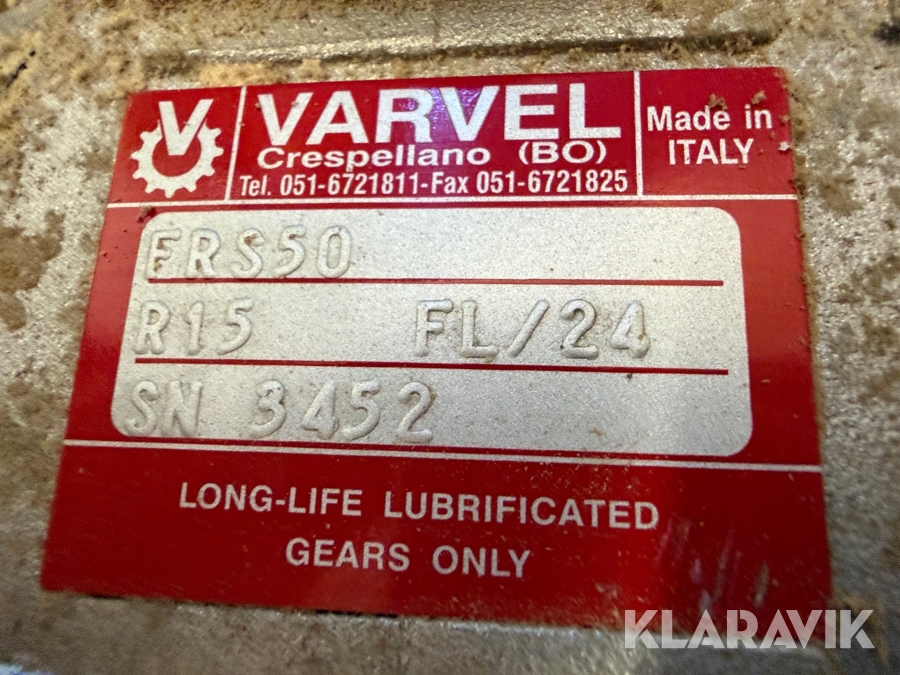 V VARVEL Made in
Crespellano (BO) ITALY
Tel. 051-6721811-Fax 051-6721825
FRS50
R15 FL/24
SN 3452
LONG-LIFE LUBRIFICATED
GEARS ONLY
KLARAVIK